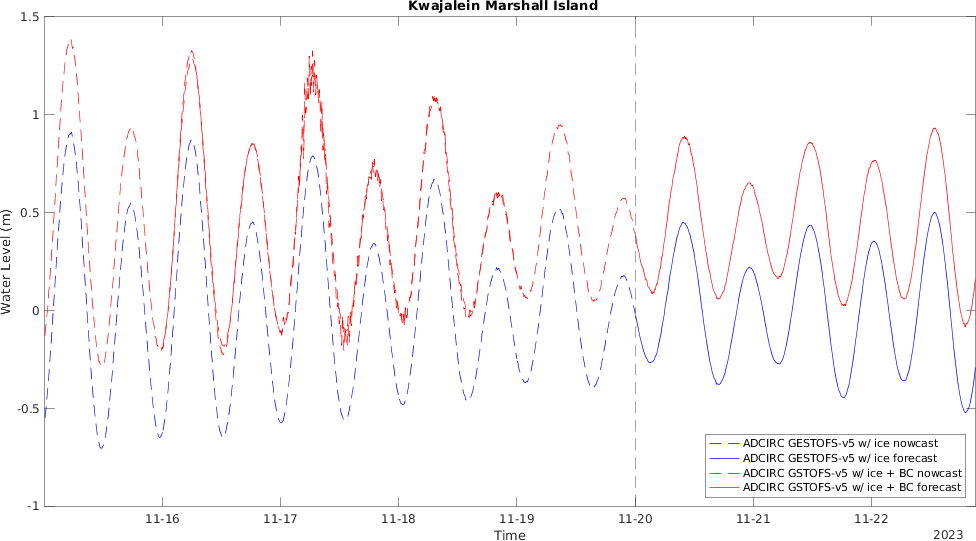 Kwajalein Marshall Island
1.5
1
0.5
0
-0.5
-1
Water Level (m)
ADCIRC GESTOFS-v5 w/ ice nowcast
ADCIRC GESTOFS-v5 w/ ice forecast
ADCIRC GSTOFS-v5 w/ ice + BC nowcast
ADCIRC GSTOFS-v5 w/ ice + BC forecast
11-16 11-17 11-18 11-19 11-20 11-21 11-22
Time
2023